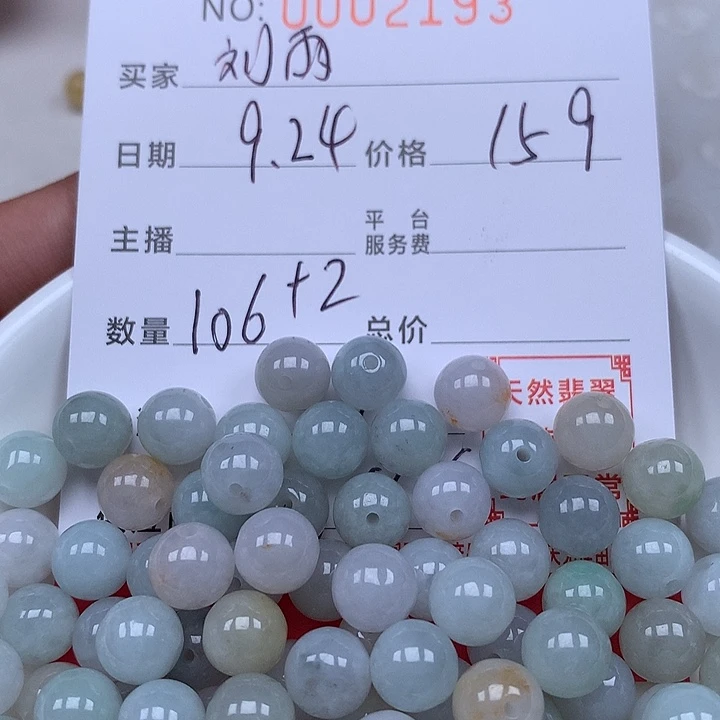 NO: 0002193
买家 刘雨
日期 9.24 价格 159
主播 平台服务费
数量 106+2 总价
天然翡翠